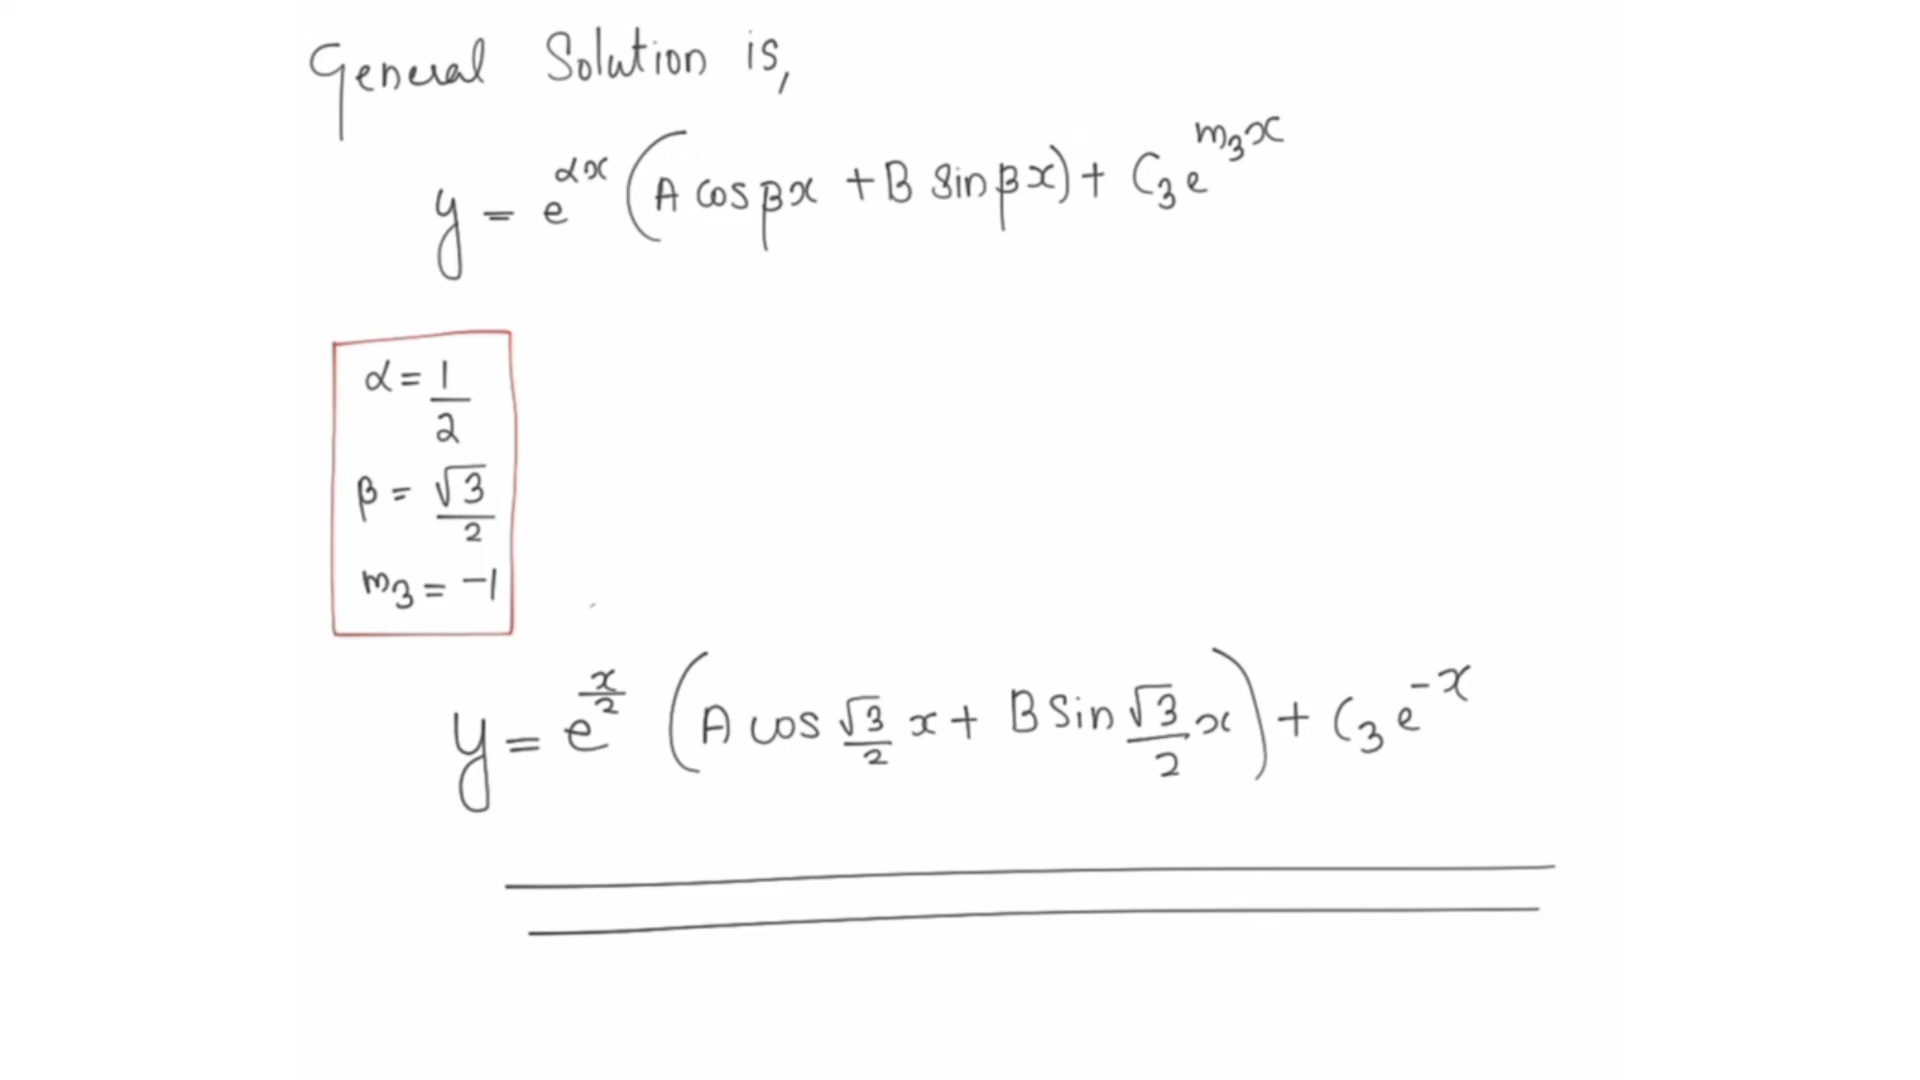 General Solution is,
y = e^{αx} (A cos βx + B Sin βx) + C₃ e^{m₃x}
α = 1/2
β = √3/2
m₃ = -1
y = e^{x/2} (A cos √3/2 x + B Sin √3/2 x) + C₃ e^{-x}